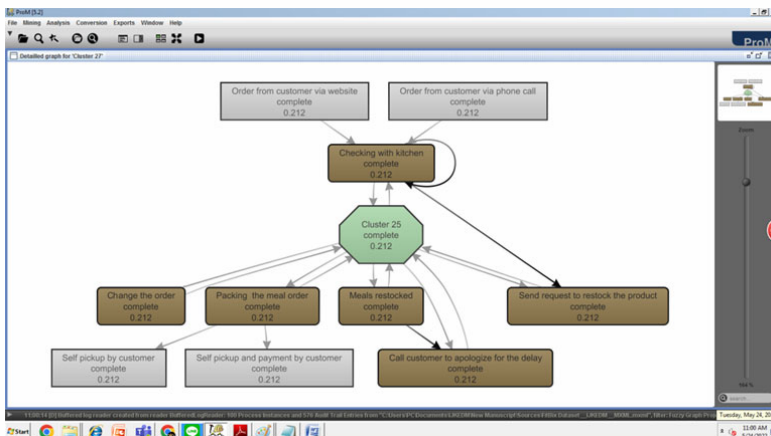 ProM [5.2]
File Mining Analysis Conversion Exports Window Help
ProM
Detailled graph for 'Cluster 27'
Order from customer via website
complete
0.212
Order from customer via phone call
complete
0.212
Checking with kitchen
complete
0.212
Cluster 25
complete
0.212
Change the order
complete
0.212
Packing the meal order
complete
0.212
Meals restocked
complete
0.212
Send request to restock the product
complete
0.212
Self pickup by customer
complete
0.212
Self pickup and payment by customer
complete
0.212
Call customer to apologize for the delay
complete
0.212
Zoom
search...
Tuesday, May 24, 20
Start
11:00 AM